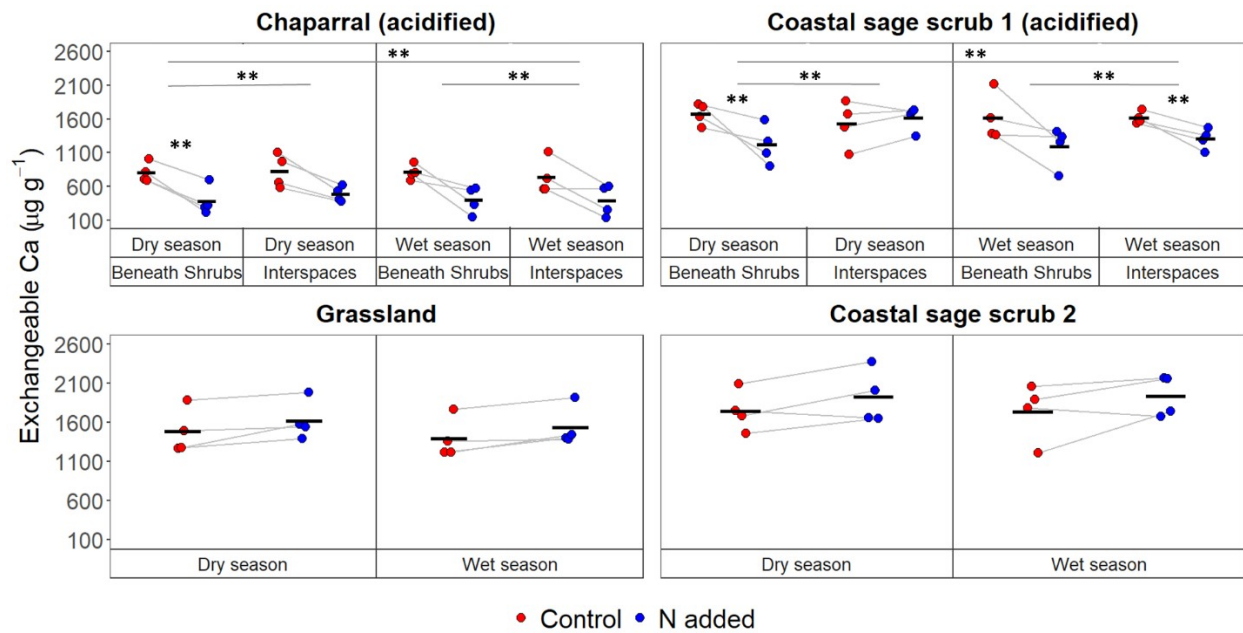 Chaparral (acidified) Coastal sage scrub 1 (acidified)
2600 ** **
2100 ** ** ** **
1600 ** **
1100 **
600
100
Dry season Dry season Wet season Wet season Dry season Dry season Wet season Wet season
Beneath Shrubs Interspaces Beneath Shrubs Interspaces Beneath Shrubs Interspaces Beneath Shrubs Interspaces
Exchangeable Ca (µg g⁻¹)
Grassland Coastal sage scrub 2
2600
2100
1600
1100
600
100
Dry season Wet season Dry season Wet season
Control N added